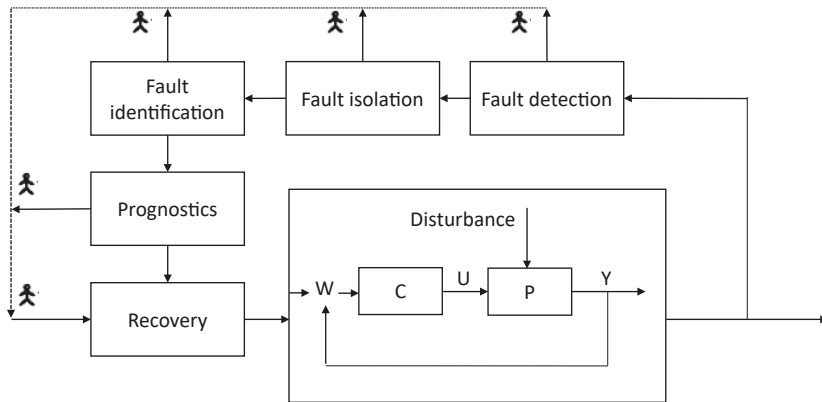 Fault
identification
Fault isolation
Fault detection
Prognostics
Disturbance
W
C
U
P
Y
Recovery